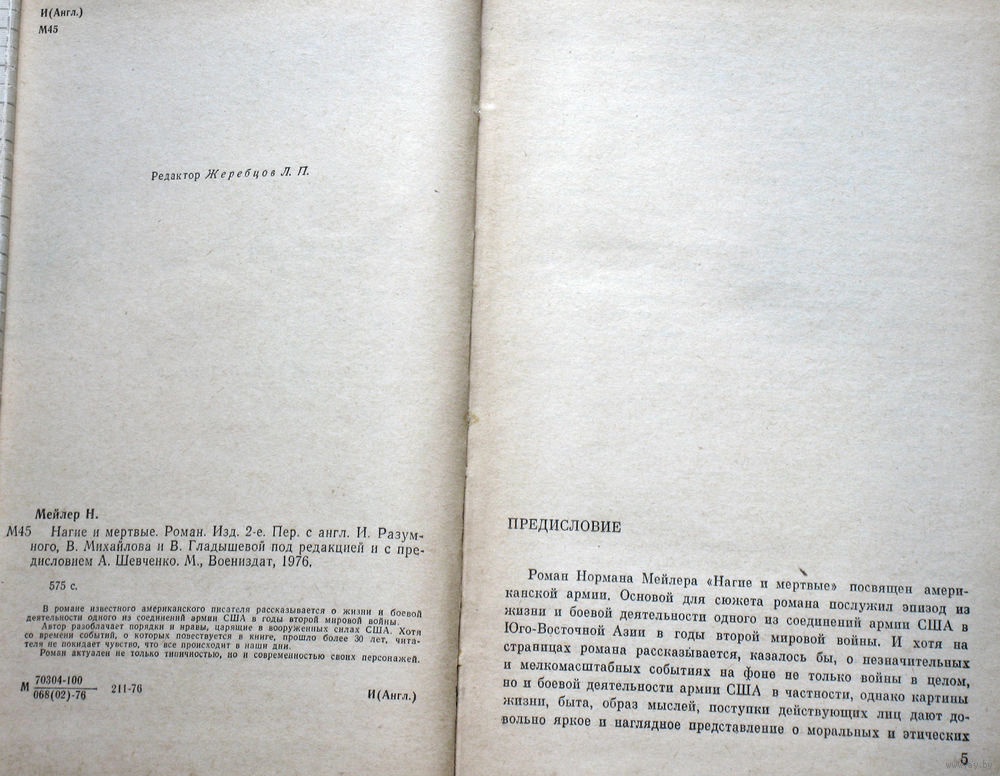 И(Англ.)
М45
Редактор Жеребцов Л. П.
Мейлер Н.
М45 Нагие и мертвые. Роман. Изд. 2-е. Пер. с англ. И. Разум-
ного, В. Михайлова и В. Гладышевой под редакцией и с пре-
дисловием А. Шевченко. М., Воениздат, 1976.
575 с.
В романе известного американского писателя рассказывается о жизни и боевой
деятельности одного из соединений армии США в годы второй мировой войны.
Автор разоблачает порядки и нравы, царящие в вооруженных силах США. Хотя
со времени событий, о которых повествуется в книге, прошло более 30 лет, чита-
теля не покидает чувство, что все происходит в наши дни.
Роман актуален не только типичностью, но и современностью своих персонажей.
М 70304-100
068(02)-76 211-76
И(Англ.)
ПРЕДИСЛОВИЕ
Роман Нормана Мейлера «Нагие и мертвые» посвящен амери-
канской армии. Основой для сюжета романа послужил эпизод из
жизни и боевой деятельности одного из соединений армии США в
Юго-Восточной Азии в годы второй мировой войны. И хотя на
страницах романа рассказывается, казалось бы, о незначительных
и мелкомасштабных событиях на фоне не только войны в целом,
но и боевой деятельности армии США в частности, однако картины
жизни, быта, образ мыслей, поступки действующих лиц дают до-
вольно яркое и наглядное представление о моральных и этических
5